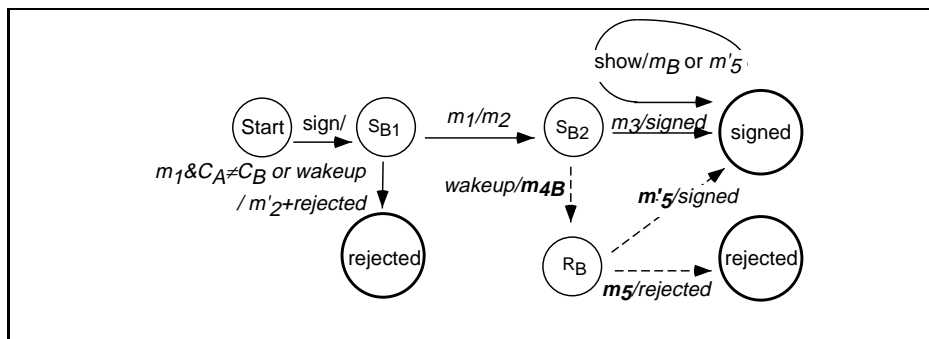 show/mB or m'5
Start
sign/
SB1
m1/m2
SB2
m3/signed
signed
m1&CA≠CB or wakeup
/ m'2+rejected
wakeup/m4B
m'5/signed
rejected
RB
m5/rejected
rejected